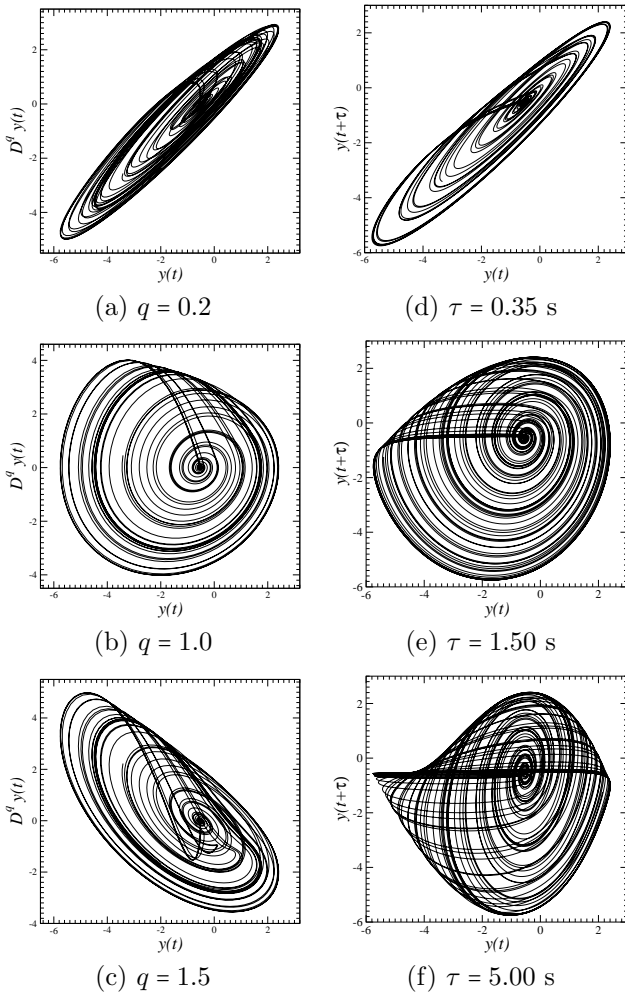 2
0
-2
-4
D^q y(t)
-6 -4 -2 0 2
y(t)
(a) q = 0.2
2
0
-2
-4
-6
y(t+τ)
-6 -4 -2 0 2
y(t)
(d) τ = 0.35 s
4
2
0
-2
-4
D^q y(t)
-6 -4 -2 0 2
y(t)
(b) q = 1.0
2
0
-2
-4
-6
y(t+τ)
-6 -4 -2 0 2
y(t)
(e) τ = 1.50 s
4
2
0
-2
-4
D^q y(t)
-6 -4 -2 0 2
y(t)
(c) q = 1.5
2
0
-2
-4
-6
y(t+τ)
-6 -4 -2 0 2
y(t)
(f) τ = 5.00 s